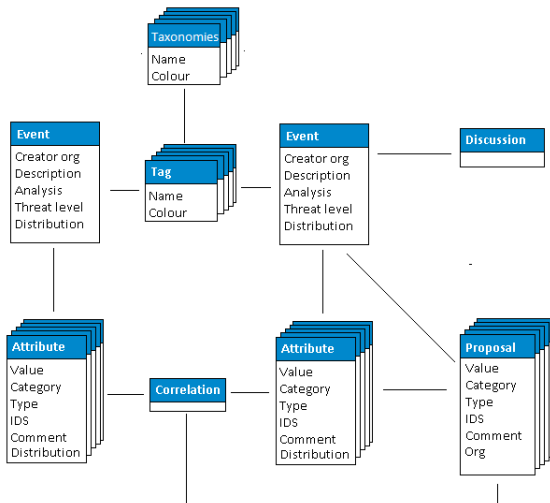 Taxonomies
Name
Colour
Event
Creator org
Description
Analysis
Threat level
Distribution
Tag
Name
Colour
Event
Creator org
Description
Analysis
Threat level
Distribution
Discussion
Attribute
Value
Category
Type
IDS
Comment
Distribution
Correlation
Attribute
Value
Category
Type
IDS
Comment
Distribution
Proposal
Value
Category
Type
IDS
Comment
Org